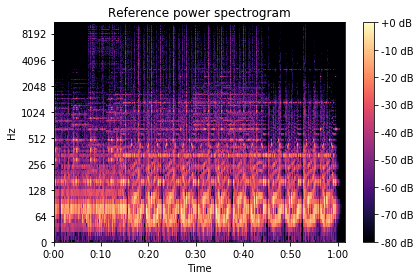 Reference power spectrogram
+0 dB
8192
-10 dB
4096
-20 dB
2048
-30 dB
1024
Hz
512
-40 dB
256
-50 dB
128
-60 dB
64
-70 dB
0
-80 dB
0:00 0:10 0:20 0:30 0:40 0:50 1:00
Time